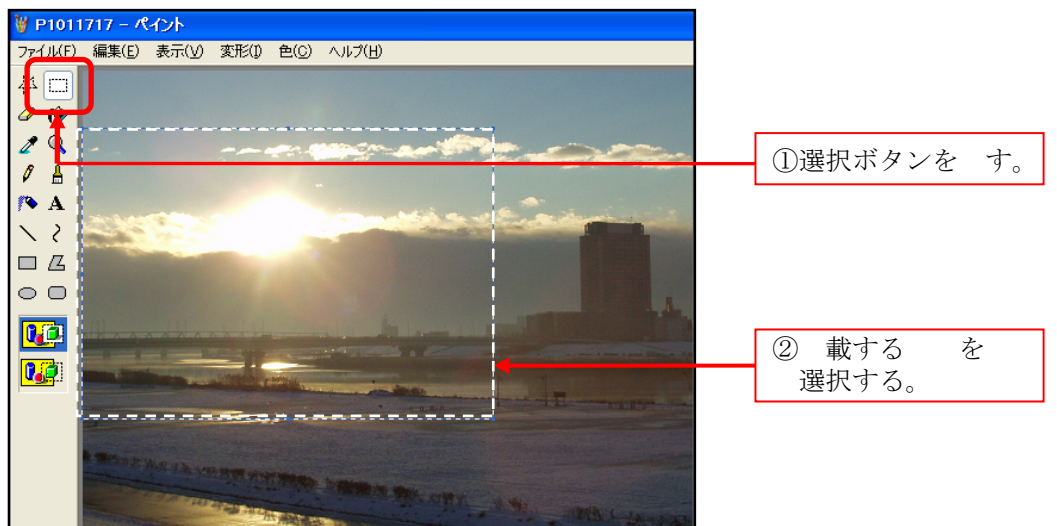 P1011717 - ペイント
ファイル(F) 編集(E) 表示(V) 変形(I) 色(C) ヘルプ(H)
A
①選択ボタンを　す。
②　載する　　を
選択する。